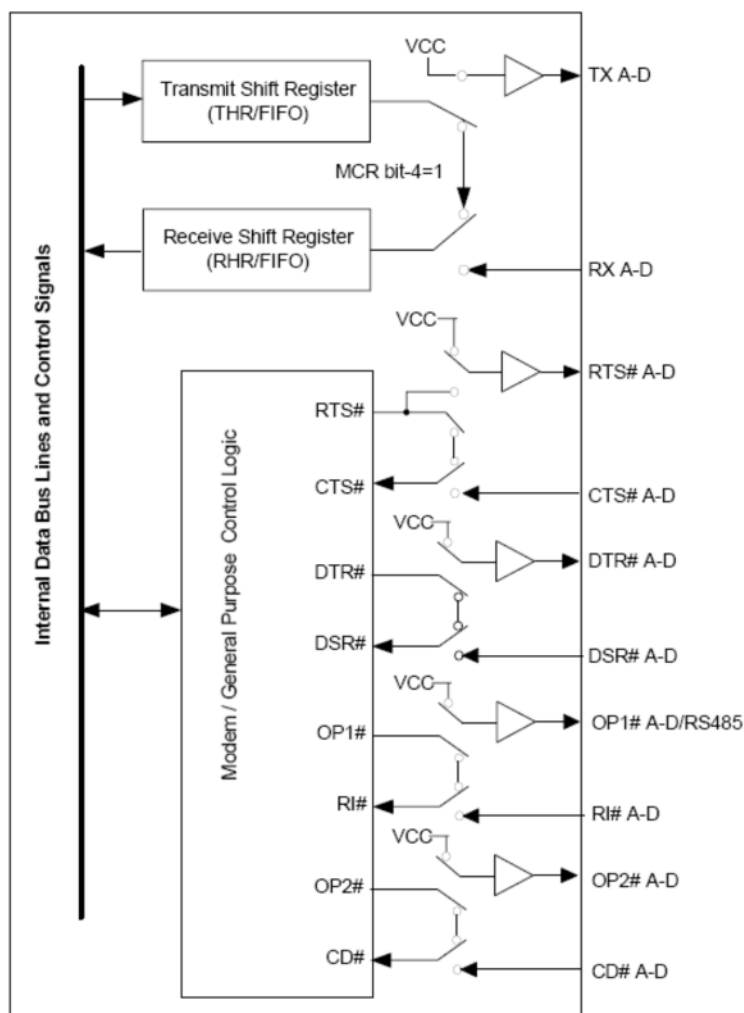 VCC
TX A-D
Transmit Shift Register
(THR/FIFO)
MCR bit-4=1
Receive Shift Register
(RHR/FIFO)
RX A-D
Internal Data Bus Lines and Control Signals
VCC
RTS# A-D
Modem / General Purpose Control Logic
RTS#
CTS#
CTS# A-D
VCC
DTR# A-D
DTR#
DSR#
DSR# A-D
VCC
OP1# A-D/RS485
OP1#
RI#
RI# A-D
VCC
OP2# A-D
OP2#
CD#
CD# A-D